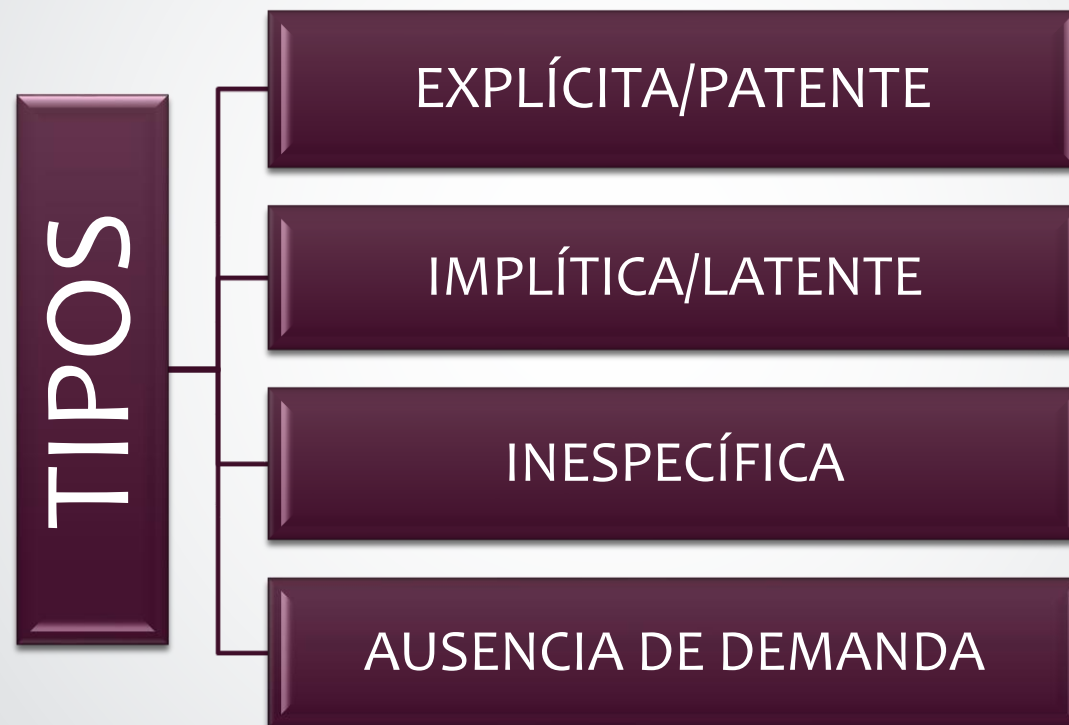 TIPOS
EXPLÍCITA/PATENTE
IMPLÍTICA/LATENTE
INESPECÍFICA
AUSENCIA DE DEMANDA